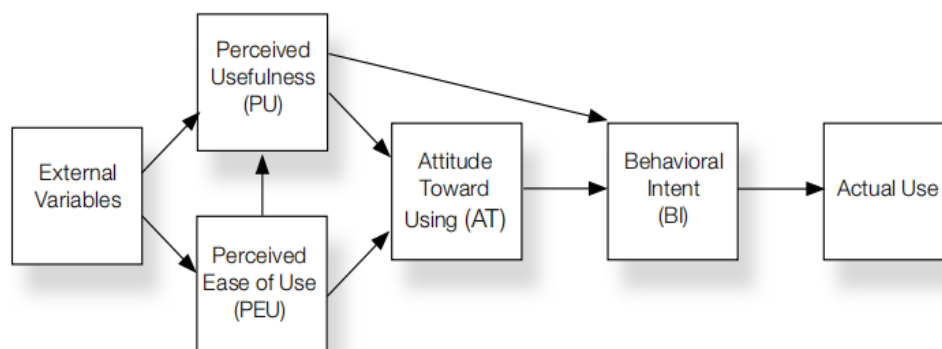 Perceived
Usefulness
(PU)
External
Variables
Perceived
Ease of Use
(PEU)
Attitude
Toward
Using (AT)
Behavioral
Intent
(BI)
Actual Use